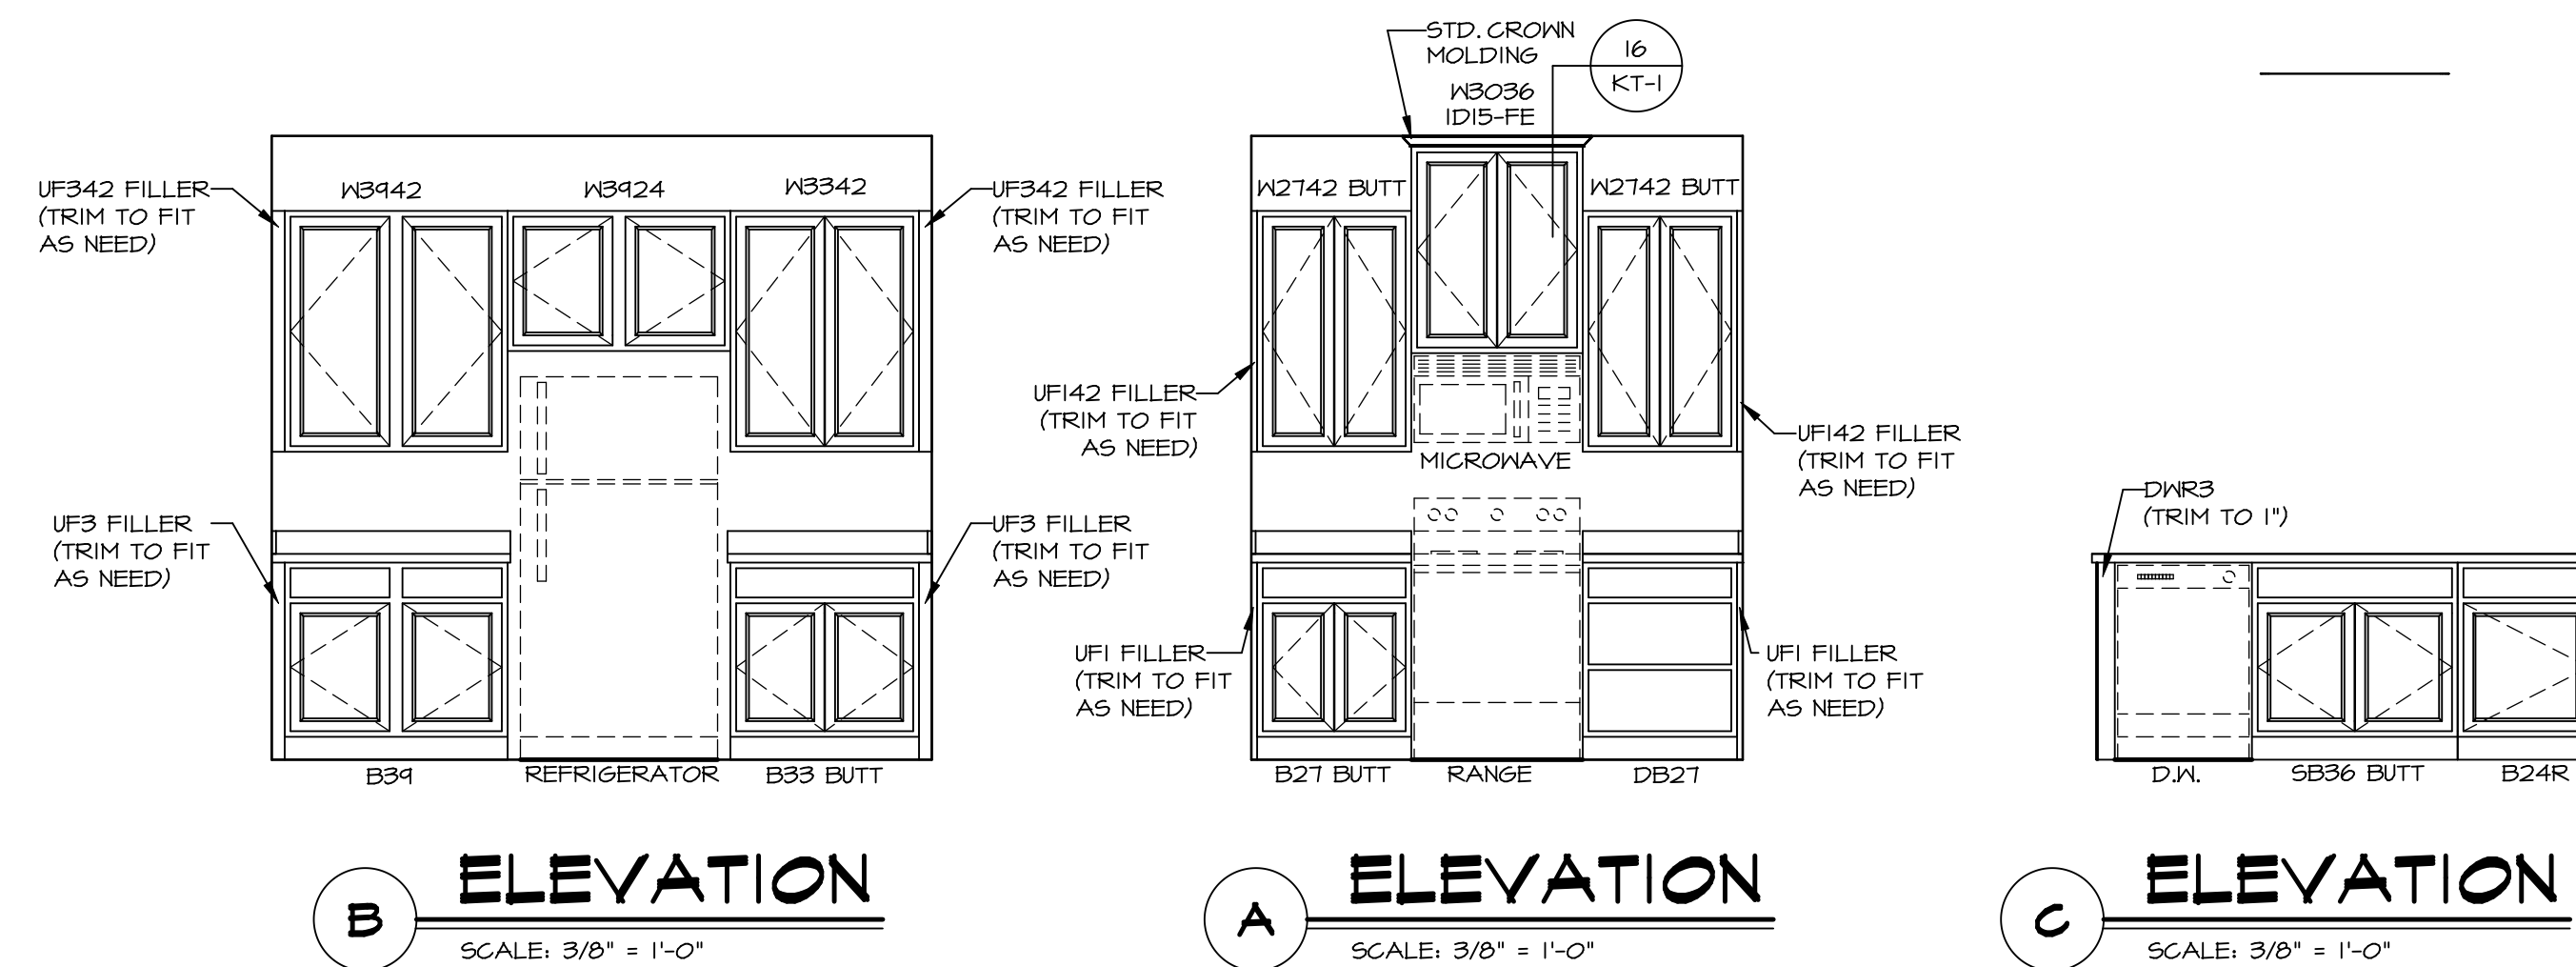 UF342 FILLER
(TRIM TO FIT
AS NEED)
W3942
W3924
W3342
UF342 FILLER
(TRIM TO FIT
AS NEED)
UF3 FILLER
(TRIM TO FIT
AS NEED)
UF3 FILLER
(TRIM TO FIT
AS NEED)
B39
REFRIGERATOR
B33 BUTT
B
ELEVATION
SCALE: 3/8" = 1'-0"
STD. CROWN
MOLDING
16
KT-1
W3036
1D15-FE
W2742 BUTT
W2742 BUTT
UF142 FILLER
(TRIM TO FIT
AS NEED)
MICROWAVE
UF142 FILLER
(TRIM TO FIT
AS NEED)
UF1 FILLER
(TRIM TO FIT
AS NEED)
UF1 FILLER
(TRIM TO FIT
AS NEED)
B27 BUTT
RANGE
DB27
A
ELEVATION
SCALE: 3/8" = 1'-0"
DWR3
(TRIM TO 1")
D.W.
SB36 BUTT
B24R
C
ELEVATION
SCALE: 3/8" = 1'-0"